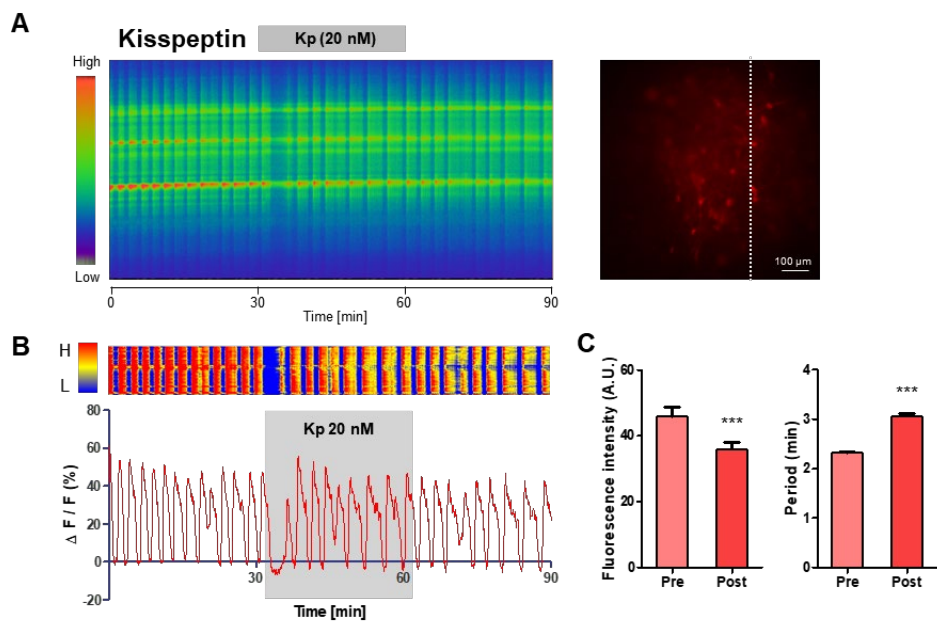 A
Kisspeptin
Kp (20 nM)
High
Low
0
30
60
90
Time [min]
100 µm
B
H
L
Kp 20 nM
80
60
40
20
0
-20
Δ F / F (%)
30
60
90
Time [min]
C
Fluorescence intensity (A.U.)
60
40
20
0
***
Pre
Post
Period (min)
4
3
2
1
0
***
Pre
Post